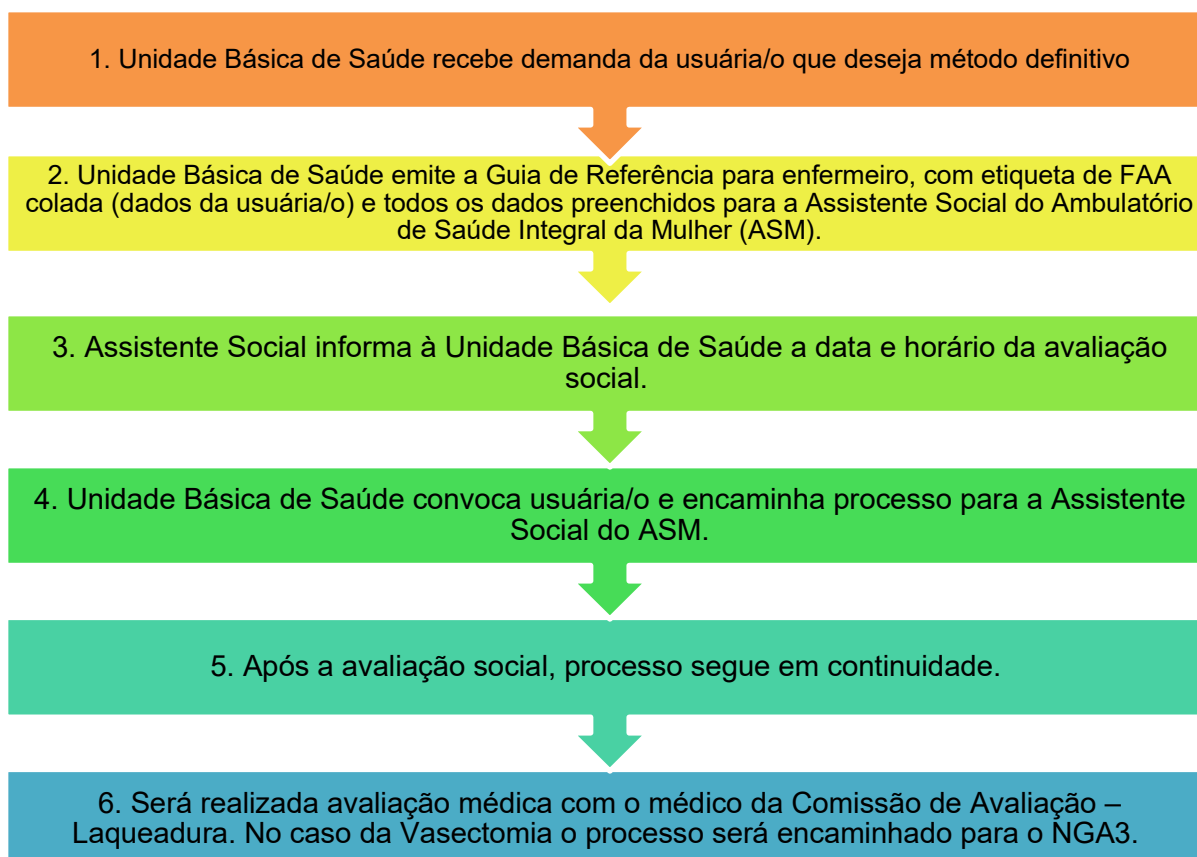 1. Unidade Básica de Saúde recebe demanda da usuária/o que deseja método definitivo
2. Unidade Básica de Saúde emite a Guia de Referência para enfermeiro, com etiqueta de FAA
colada (dados da usuária/o) e todos os dados preenchidos para a Assistente Social do Ambulatório
de Saúde Integral da Mulher (ASM).
3. Assistente Social informa à Unidade Básica de Saúde a data e horário da avaliação
social.
4. Unidade Básica de Saúde convoca usuária/o e encaminha processo para a Assistente
Social do ASM.
5. Após a avaliação social, processo segue em continuidade.
6. Será realizada avaliação médica com o médico da Comissão de Avaliação –
Laqueadura. No caso da Vasectomia o processo será encaminhado para o NGA3.